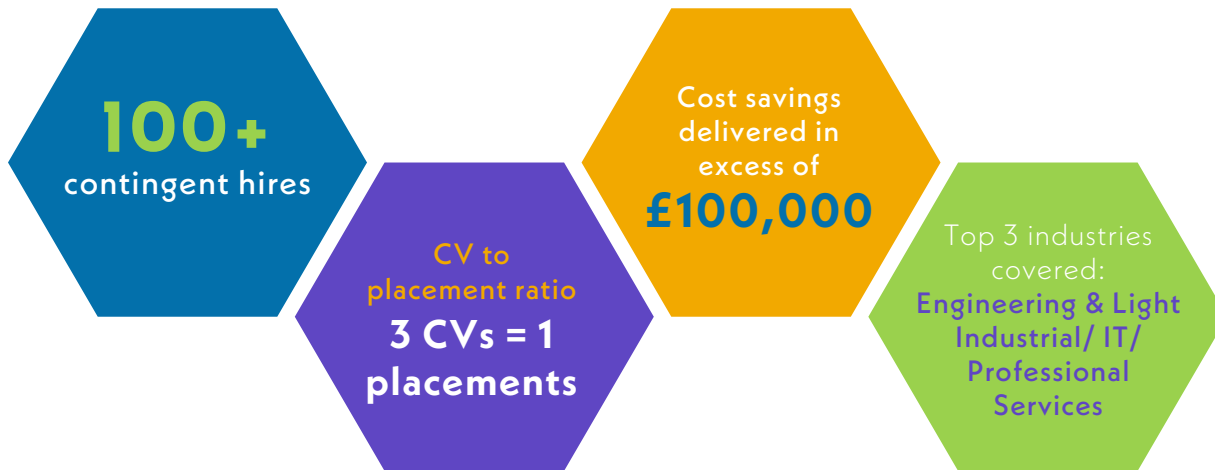 100+
contingent hires
CV to
placement ratio
3 CVs = 1
placements
Cost savings
delivered in
excess of
£100,000
Top 3 industries
covered:
Engineering & Light
Industrial/ IT/
Professional
Services